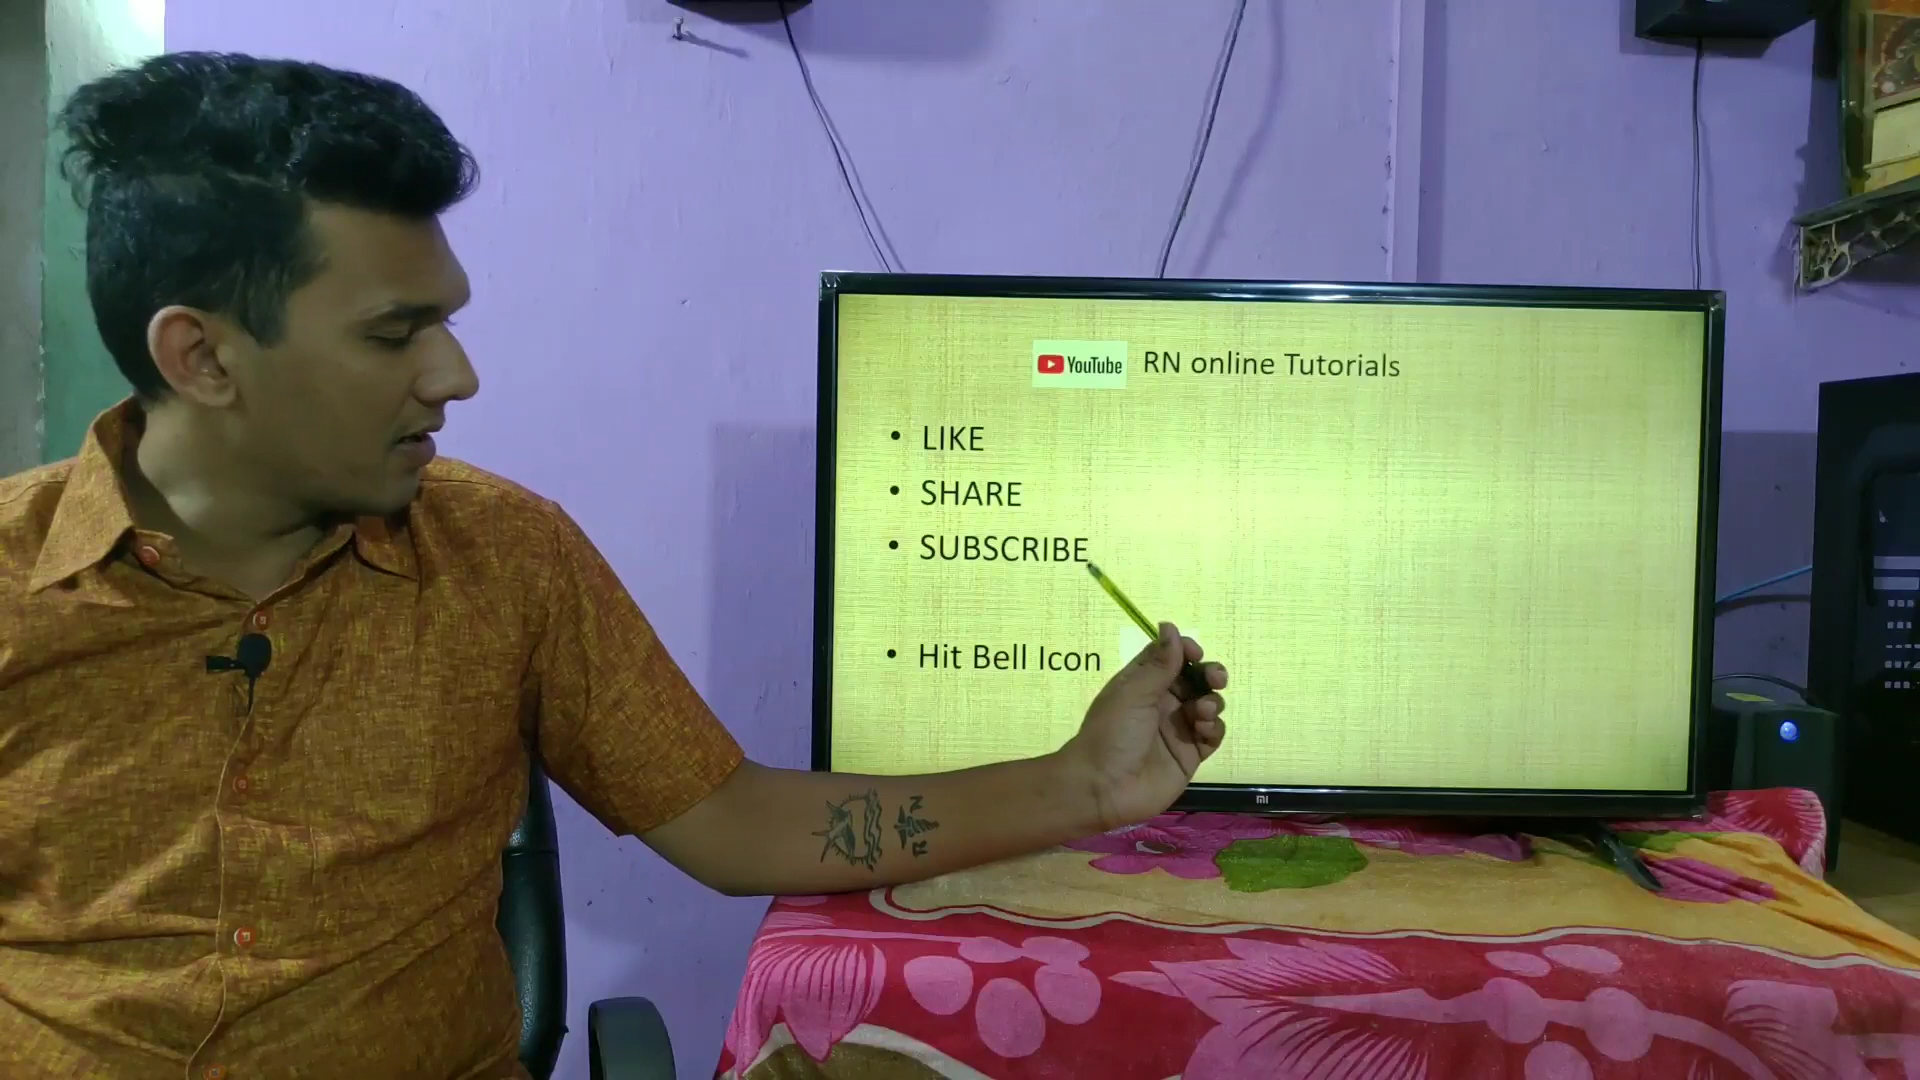 YouTube RN online Tutorials
• LIKE
• SHARE
• SUBSCRIBE
• Hit Bell Icon
mi
R N